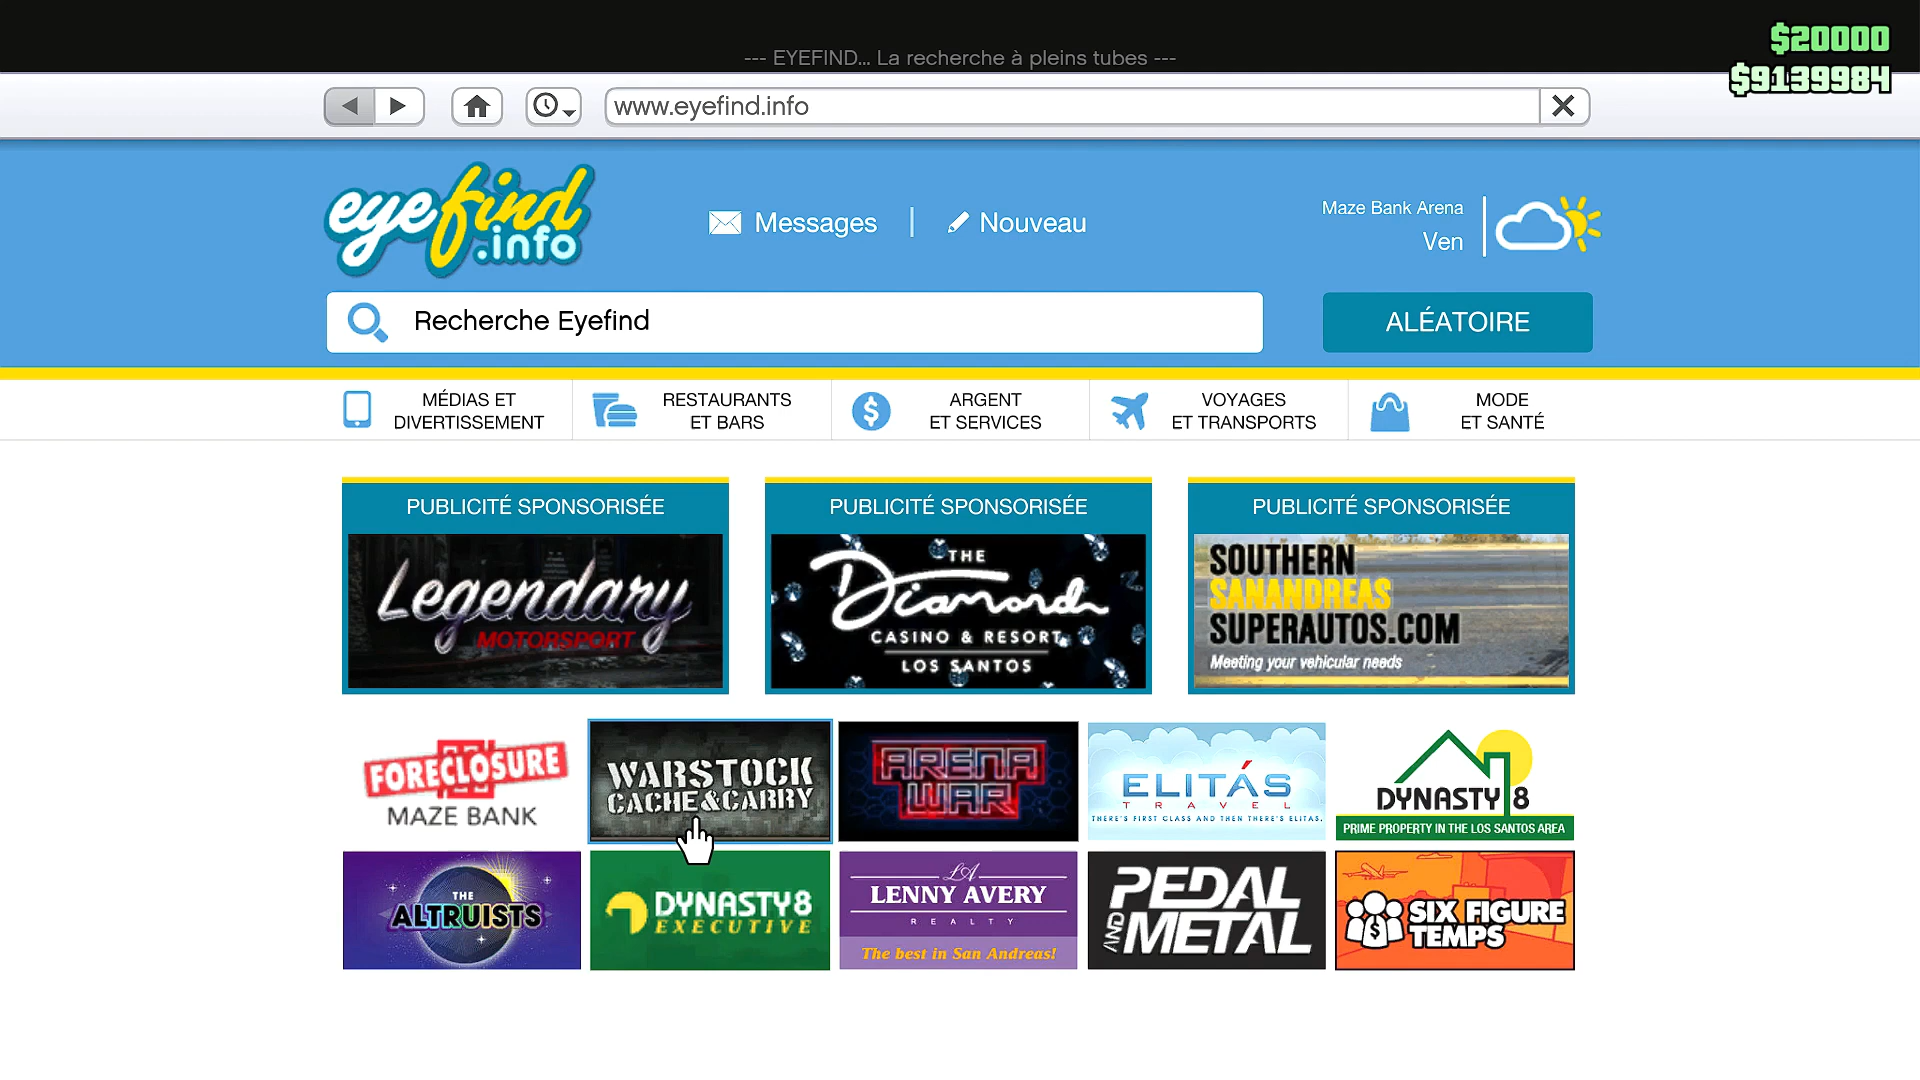 $20000
--- EYEFIND... La recherche à pleins tubes ---
$9139984
www.eyefind.info
eyefind
.info
Messages
Nouveau
Maze Bank Arena
Ven
Recherche Eyefind
ALÉATOIRE
MÉDIAS ET
DIVERTISSEMENT
RESTAURANTS
ET BARS
ARGENT
ET SERVICES
VOYAGES
ET TRANSPORTS
MODE
ET SANTÉ
PUBLICITÉ SPONSORISÉE
Legendary
MOTORSPORT
PUBLICITÉ SPONSORISÉE
THE
Diamond
CASINO & RESORT
LOS SANTOS
PUBLICITÉ SPONSORISÉE
SOUTHERN
SANANDREAS
SUPERAUTOS.COM
Meeting your vehicular needs
FORECLOSURE
MAZE BANK
WARSTOCK
CACHE&CARRY
ARENA
WAR
ELITÁS
TRAVEL
THERE'S FIRST CLASS AND THEN THERE'S ELITAS.
DYNASTY 8
PRIME PROPERTY IN THE LOS SANTOS AREA
THE
ALTRUISTS
DYNASTY8
EXECUTIVE
LA
LENNY AVERY
REALTY
The best in San Andreas!
PEDAL
AND
METAL
SIX FIGURE
TEMPS